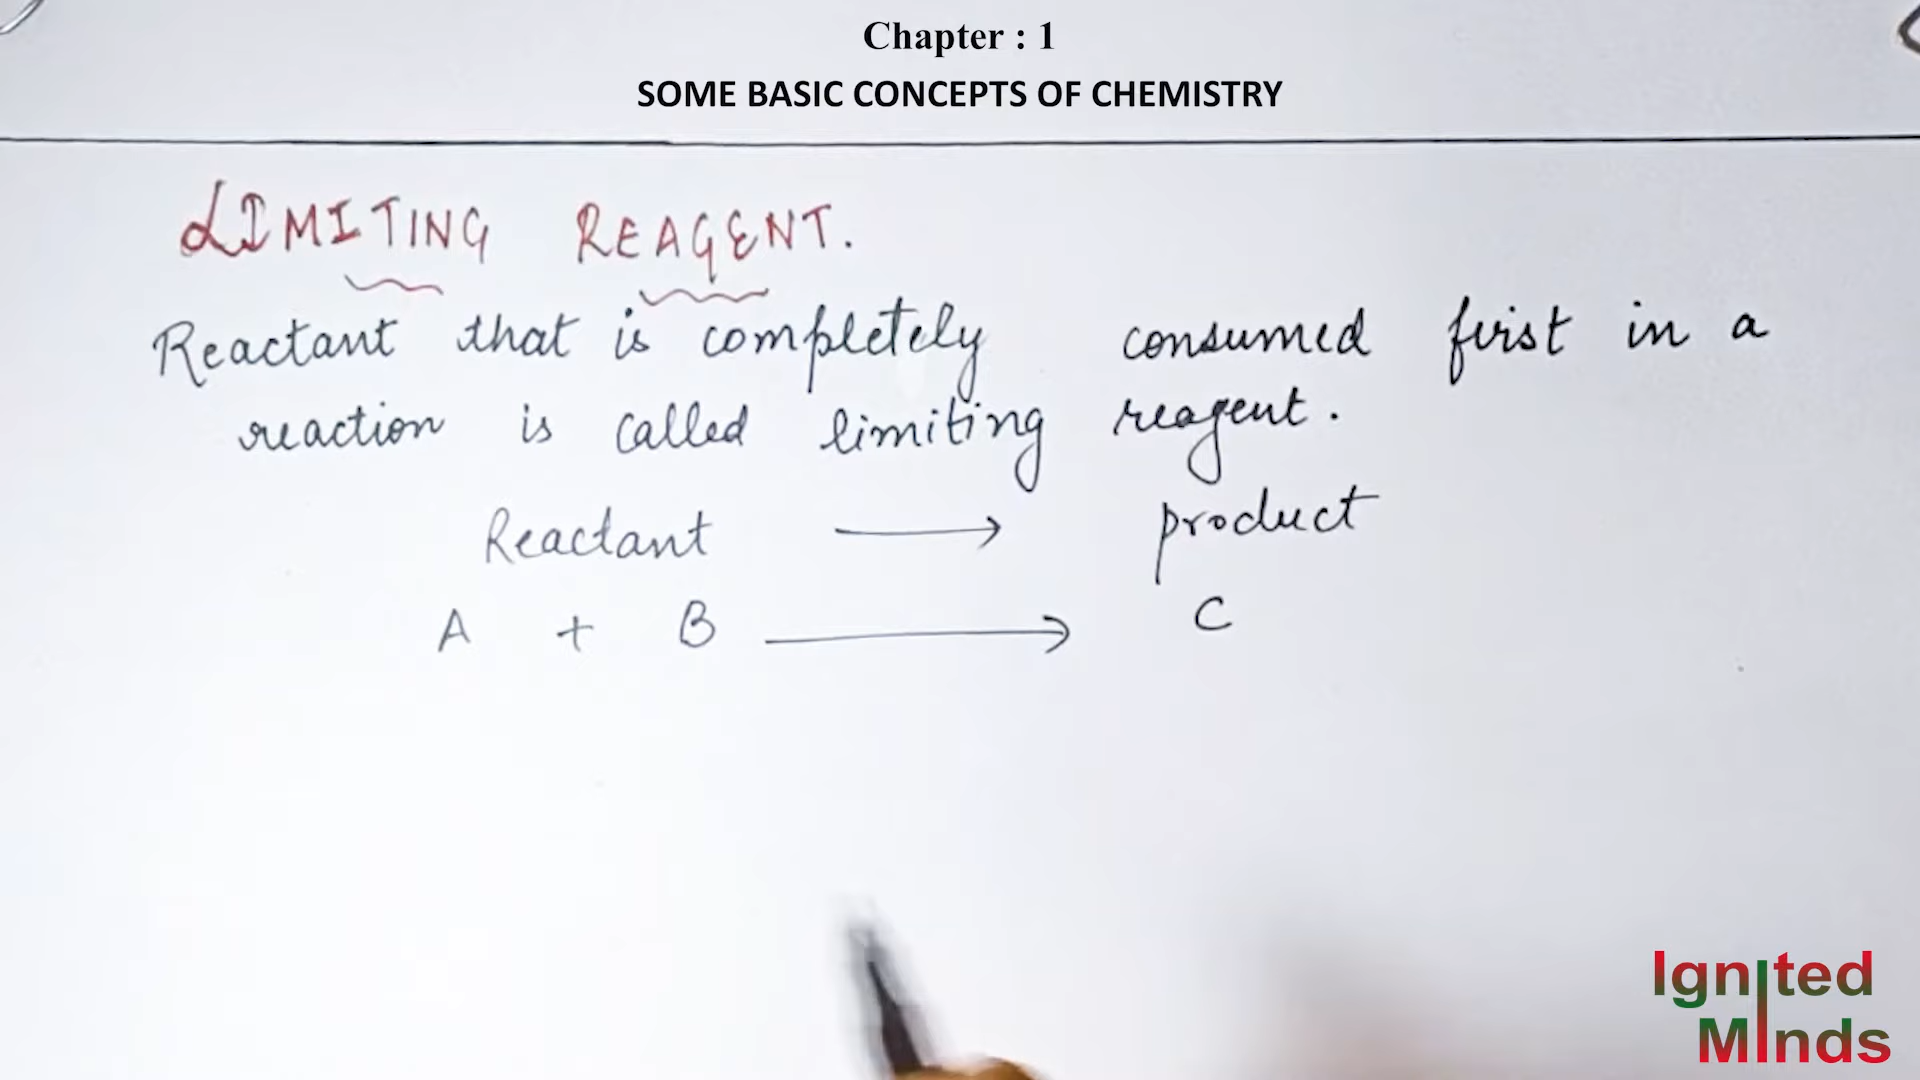 Chapter : 1
SOME BASIC CONCEPTS OF CHEMISTRY
LIMITING REAGENT.
Reactant that is completely consumed first in a
reaction is called limiting reagent.
Reactant → product
A + B → C
Ignited
Minds